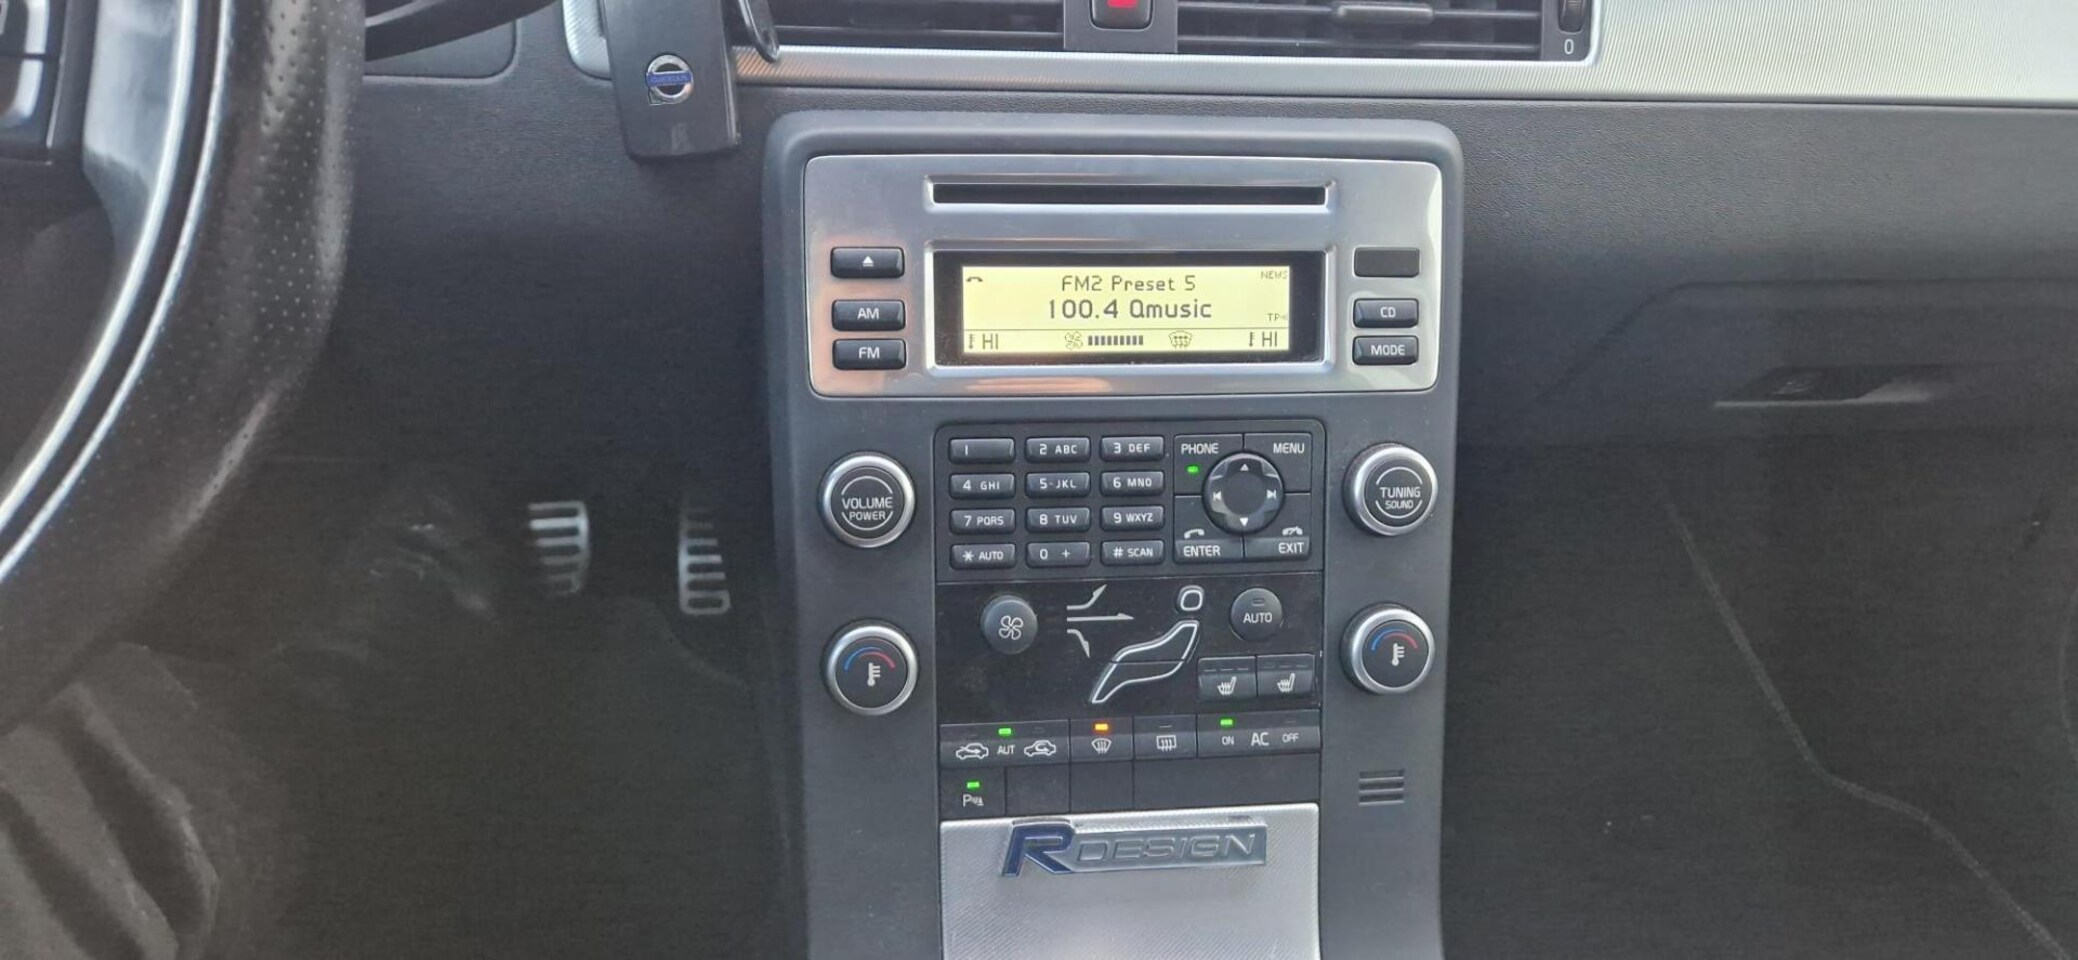 0
FM2 Preset 5
NEWS
100.4 Qmusic
TP
HI
HI
AM
FM
CD
MODE
1
2 ABC
3 DEF
4 GHI
5·JKL
6 MNO
7 PQRS
8 TUV
9 WXYZ
* AUTO
0 +
# SCAN
PHONE
MENU
ENTER
EXIT
VOLUME
POWER
TUNING
SOUND
AUTO
AUT
ON AC OFF
R DESIGN